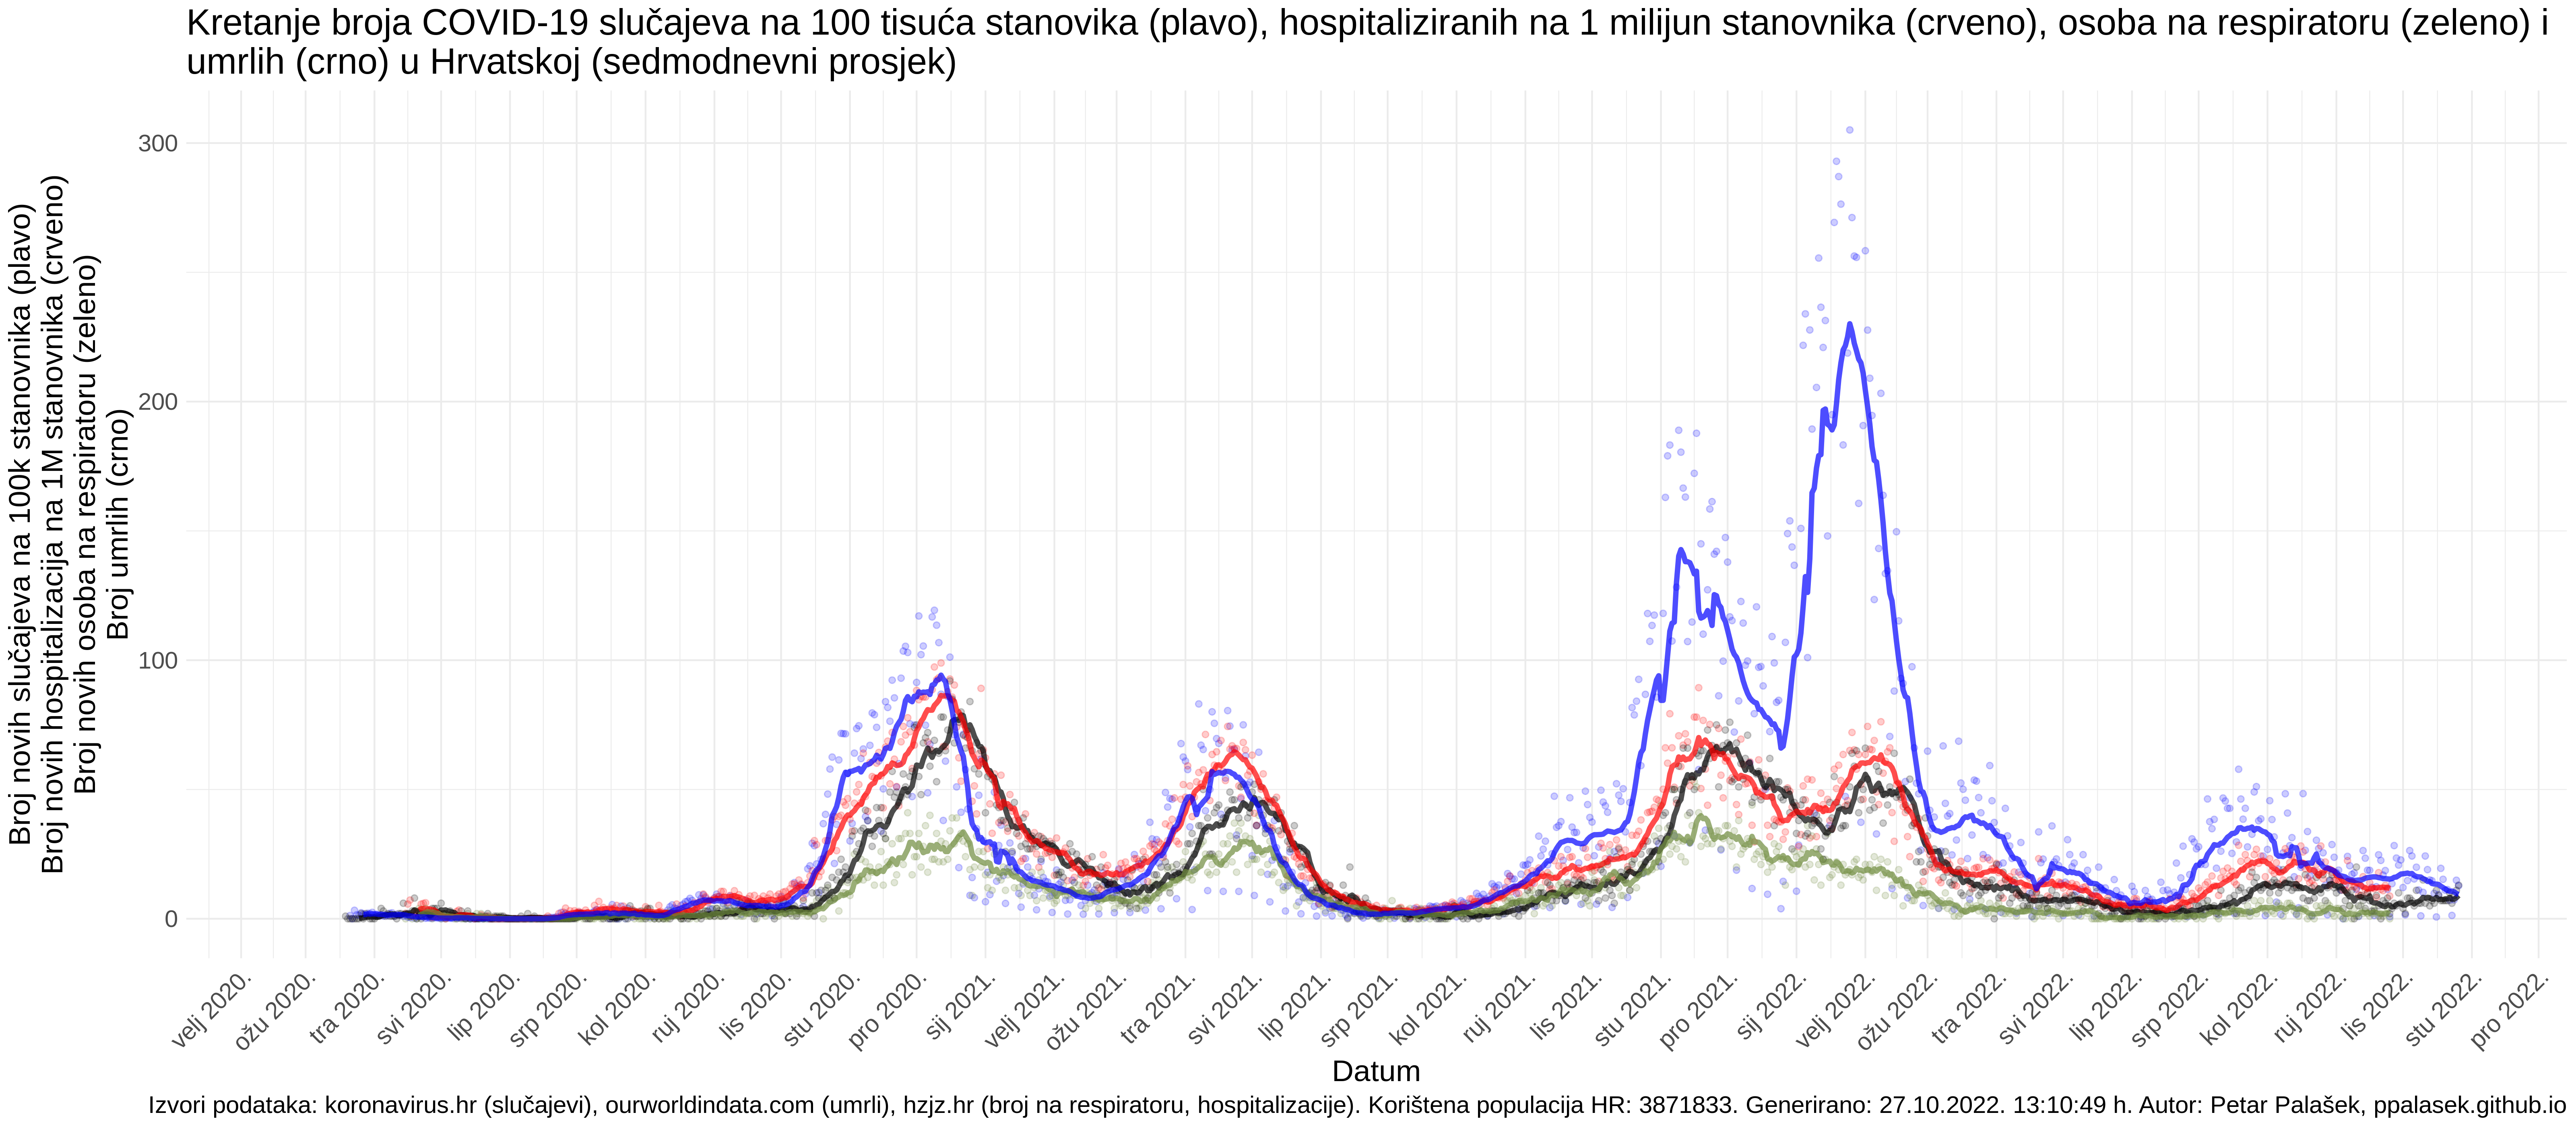 Kretanje broja COVID-19 slučajeva na 100 tisuća stanovika (plavo), hospitaliziranih na 1 milijun stanovnika (crveno), osoba na respiratoru (zeleno) i
umrlih (crno) u Hrvatskoj (sedmodnevni prosjek)
Broj novih slučajeva na 100k stanovnika (plavo)
Broj novih hospitalizacija na 1M stanovnika (crveno)
Broj novih osoba na respiratoru (zeleno)
Broj umrlih (crno)
300
200
100
0
velj 2020.
ožu 2020.
tra 2020.
svi 2020.
lip 2020.
srp 2020.
kol 2020.
ruj 2020.
lis 2020.
stu 2020.
pro 2020.
sij 2021.
velj 2021.
ožu 2021.
tra 2021.
svi 2021.
lip 2021.
srp 2021.
kol 2021.
ruj 2021.
lis 2021.
stu 2021.
pro 2021.
sij 2022.
velj 2022.
ožu 2022.
tra 2022.
svi 2022.
lip 2022.
srp 2022.
kol 2022.
ruj 2022.
lis 2022.
stu 2022.
pro 2022.
Datum
Izvori podataka: koronavirus.hr (slučajevi), ourworldindata.com (umrli), hzjz.hr (broj na respiratoru, hospitalizacije). Korištena populacija HR: 3871833. Generirano: 27.10.2022. 13:10:49 h. Autor: Petar Palašek, ppalasek.github.io